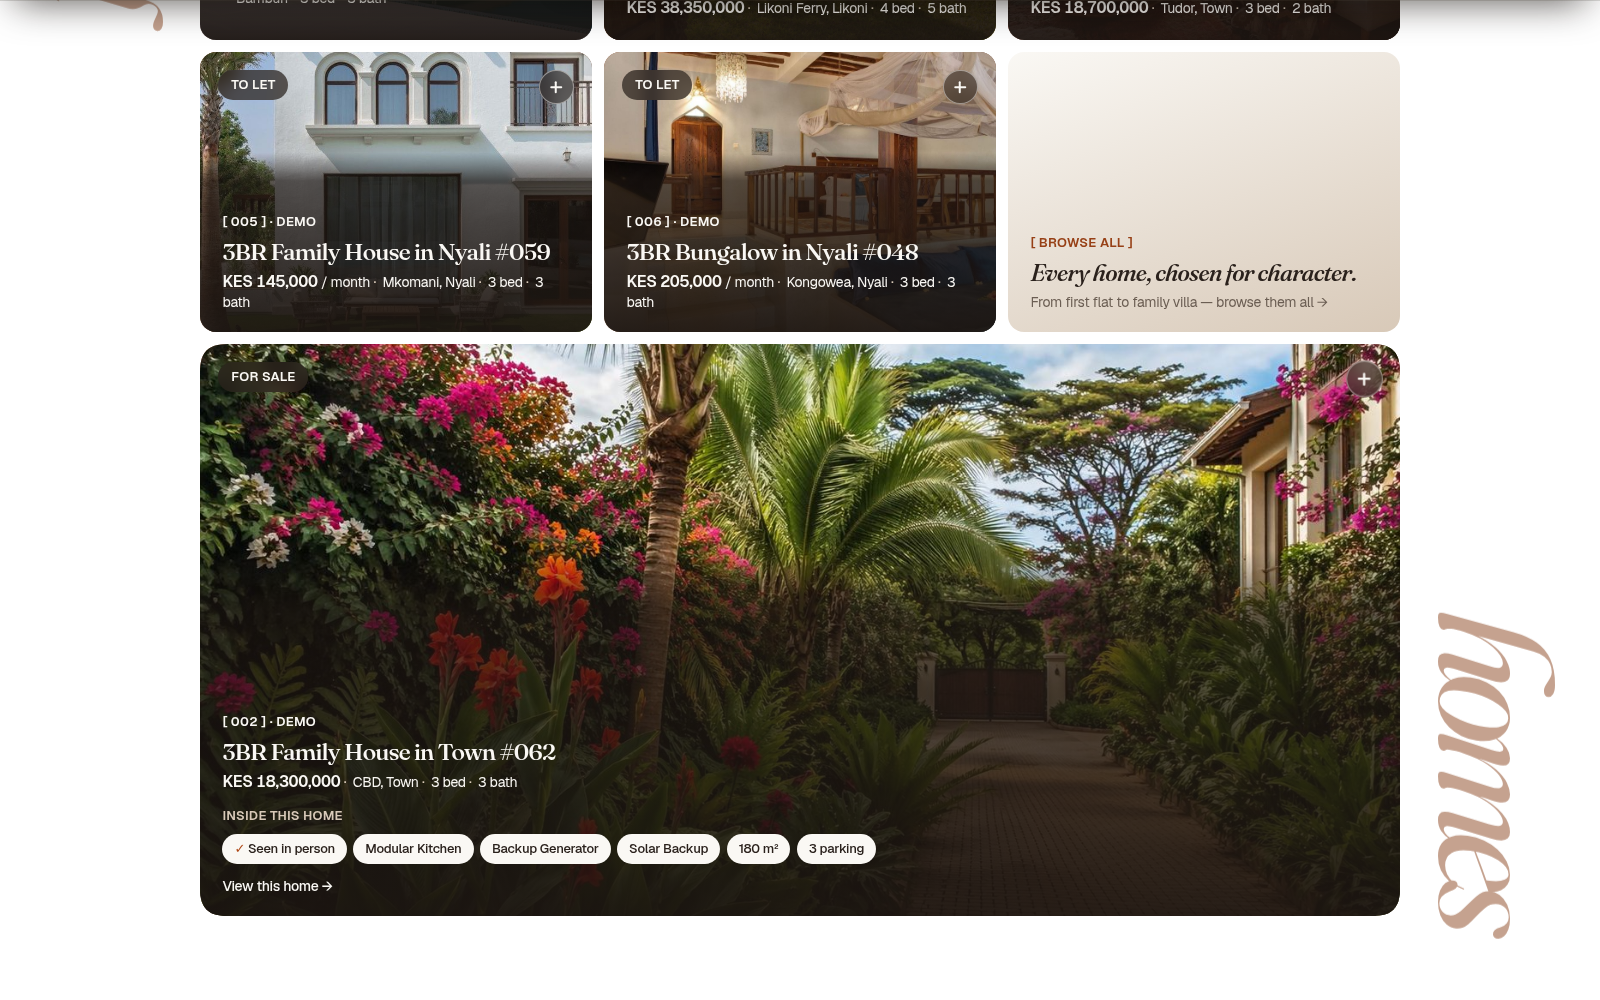 KES 38,350,000 · Likoni Ferry, Likoni · 4 bed · 5 bath
KES 18,700,000 · Tudor, Town · 3 bed · 2 bath
TO LET
[ 005 ] · DEMO
3BR Family House in Nyali #059
KES 145,000 / month · Mkomani, Nyali · 3 bed · 3
bath
TO LET
[ 006 ] · DEMO
3BR Bungalow in Nyali #048
KES 205,000 / month · Kongowea, Nyali · 3 bed · 3
bath
[ BROWSE ALL ]
Every home, chosen for character.
From first flat to family villa — browse them all →
FOR SALE
[ 002 ] · DEMO
3BR Family House in Town #062
KES 18,300,000 · CBD, Town · 3 bed · 3 bath
INSIDE THIS HOME
✓ Seen in person
Modular Kitchen
Backup Generator
Solar Backup
180 m²
3 parking
View this home →
homes